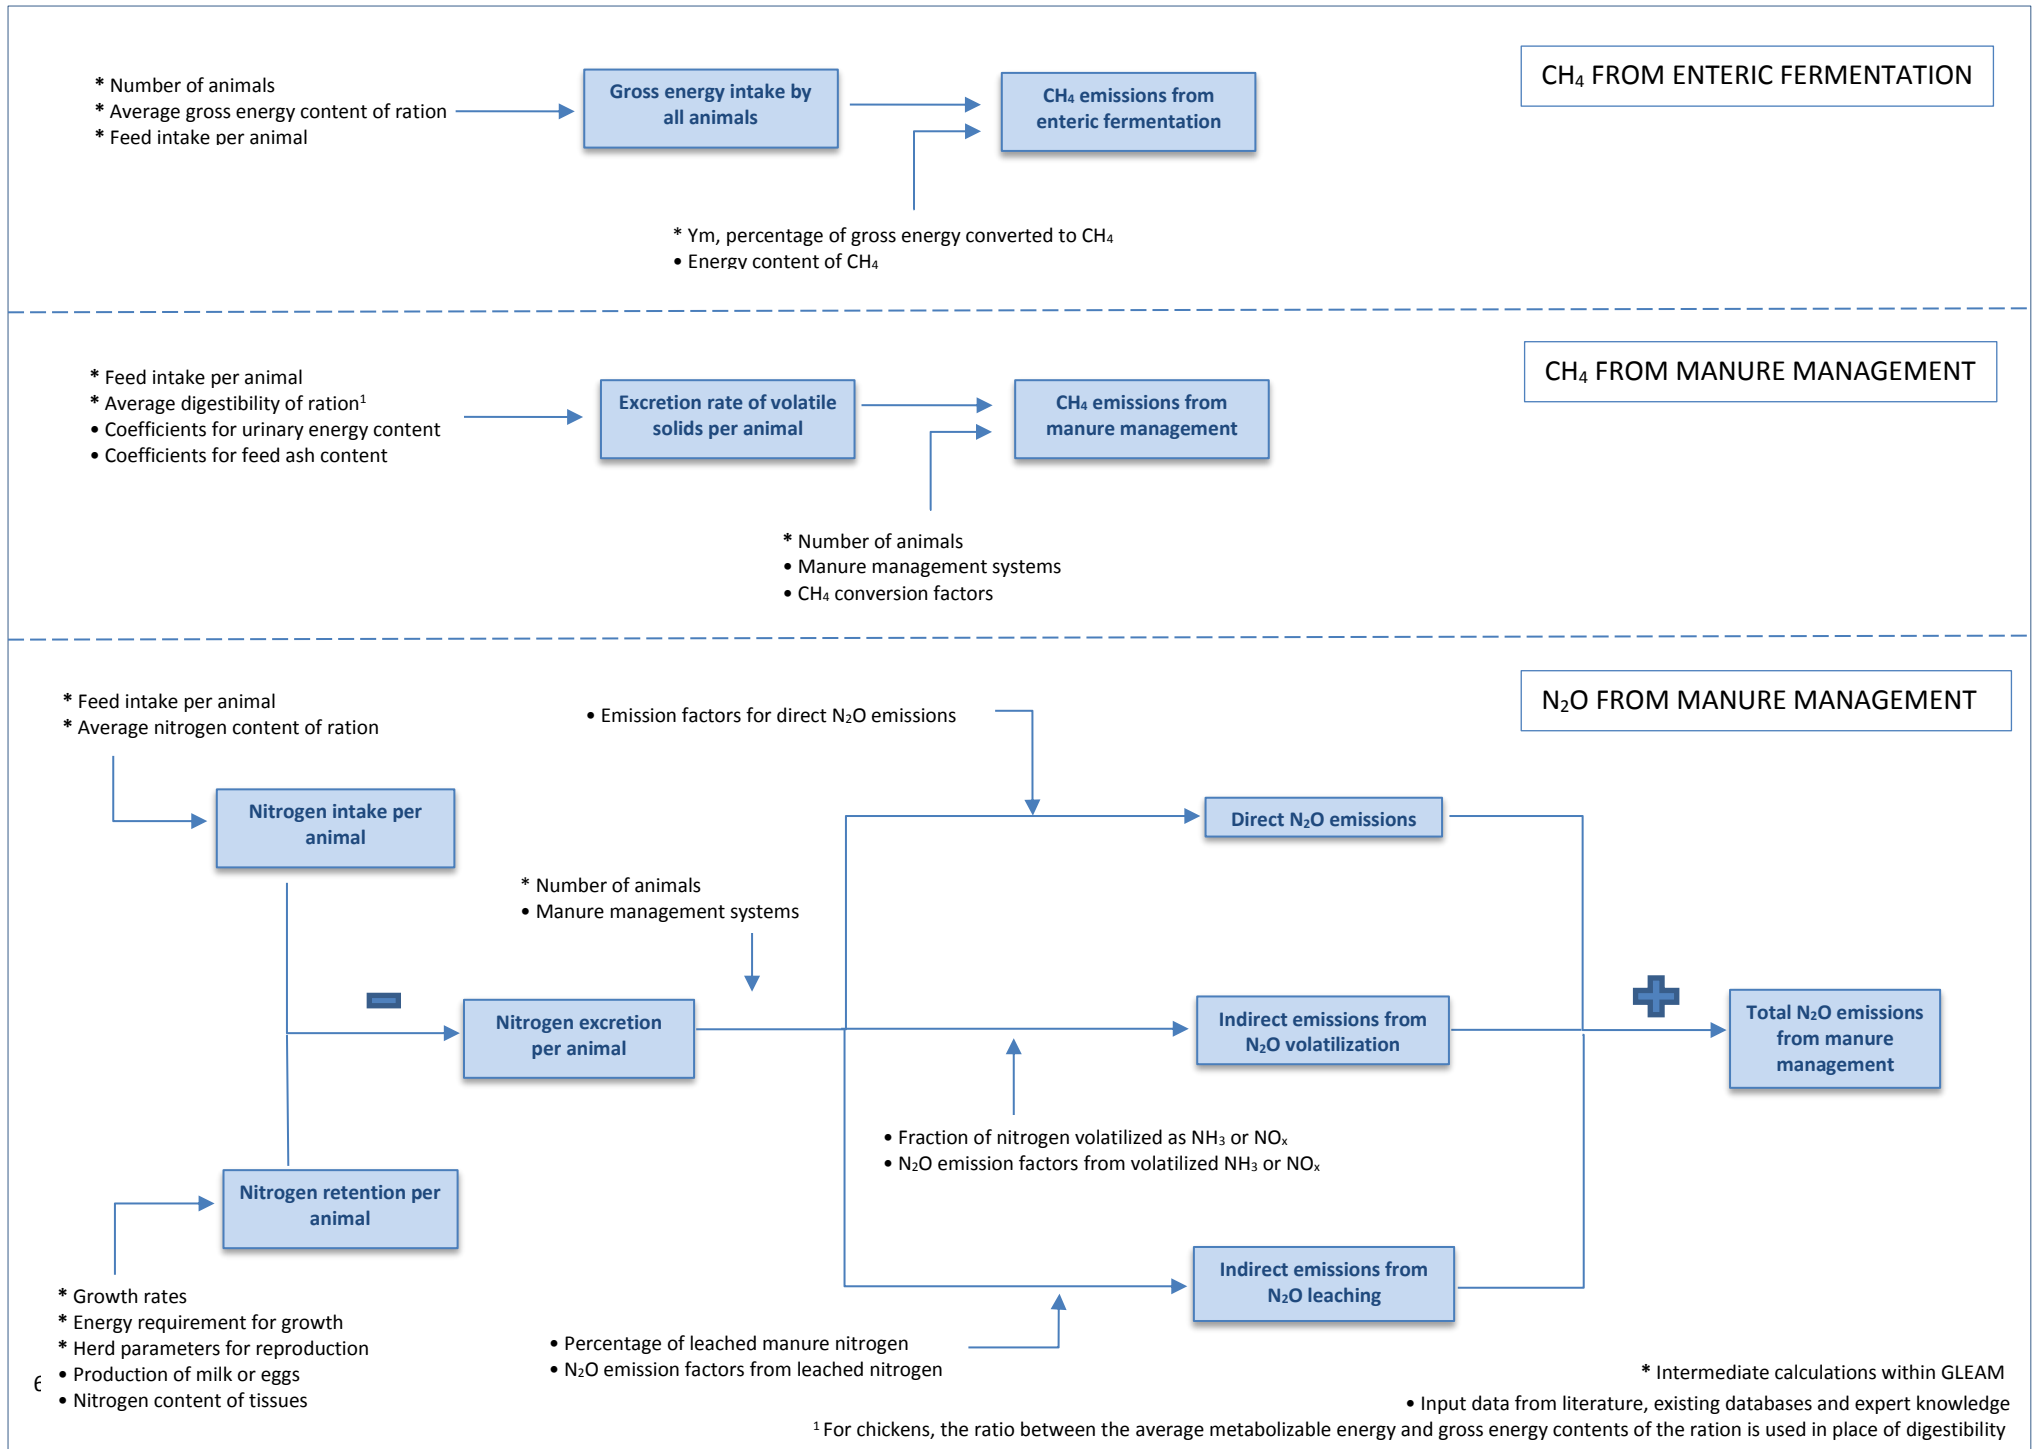 CH₄ FROM ENTERIC FERMENTATION
* Number of animals
* Average gross energy content of ration
* Feed intake per animal
Gross energy intake by
all animals
CH₄ emissions from
enteric fermentation
* Ym, percentage of gross energy converted to CH₄
• Energy content of CH₄
CH₄ FROM MANURE MANAGEMENT
* Feed intake per animal
* Average digestibility of ration¹
• Coefficients for urinary energy content
• Coefficients for feed ash content
Excretion rate of volatile
solids per animal
CH₄ emissions from
manure management
* Number of animals
• Manure management systems
• CH₄ conversion factors
N₂O FROM MANURE MANAGEMENT
* Feed intake per animal
* Average nitrogen content of ration
• Emission factors for direct N₂O emissions
Nitrogen intake per
animal
Direct N₂O emissions
* Number of animals
• Manure management systems
Nitrogen excretion
per animal
Indirect emissions from
N₂O volatilization
Total N₂O emissions
from manure
management
• Fraction of nitrogen volatilized as NH₃ or NOₓ
• N₂O emission factors from volatilized NH₃ or NOₓ
Nitrogen retention per
animal
Indirect emissions from
N₂O leaching
* Growth rates
* Energy requirement for growth
* Herd parameters for reproduction
• Production of milk or eggs
• Nitrogen content of tissues
• Percentage of leached manure nitrogen
• N₂O emission factors from leached nitrogen
* Intermediate calculations within GLEAM
• Input data from literature, existing databases and expert knowledge
¹ For chickens, the ratio between the average metabolizable energy and gross energy contents of the ration is used in place of digestibility